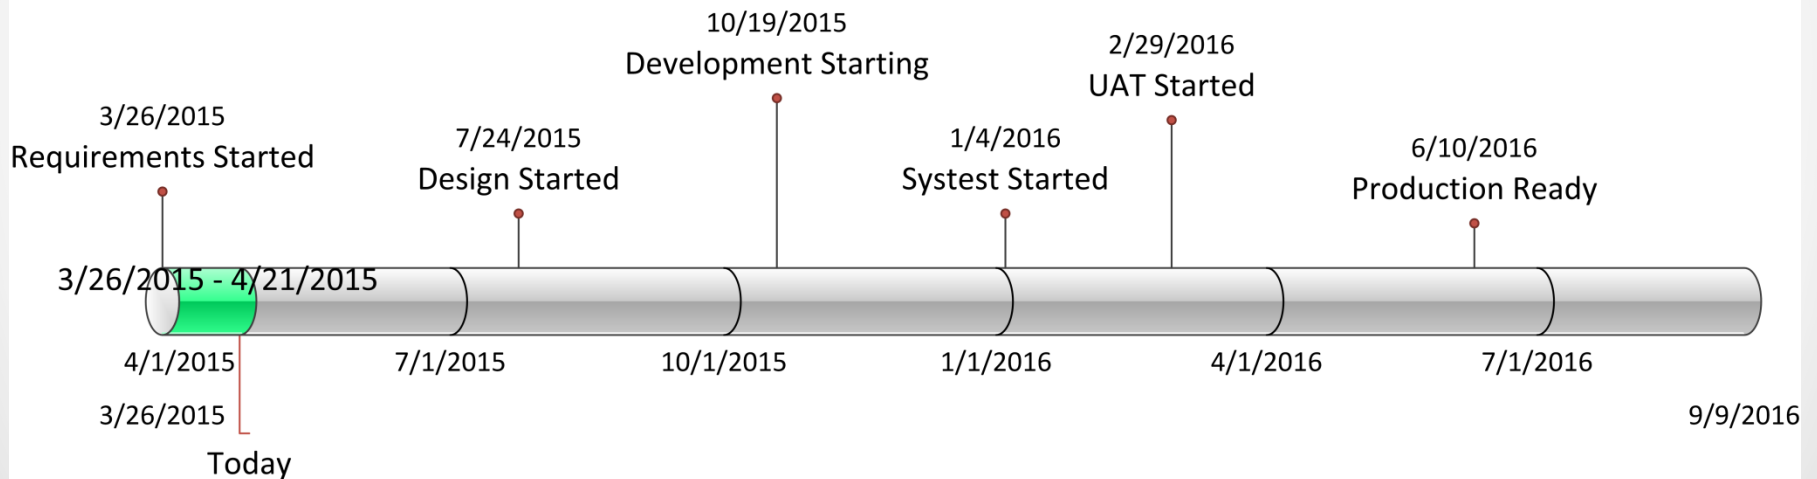 10/19/2015
Development Starting
2/29/2016
UAT Started
3/26/2015
Requirements Started
7/24/2015
Design Started
1/4/2016
Systest Started
6/10/2016
Production Ready
3/26/2015 - 4/21/2015
4/1/2015
7/1/2015
10/1/2015
1/1/2016
4/1/2016
7/1/2016
3/26/2015
9/9/2016
Today